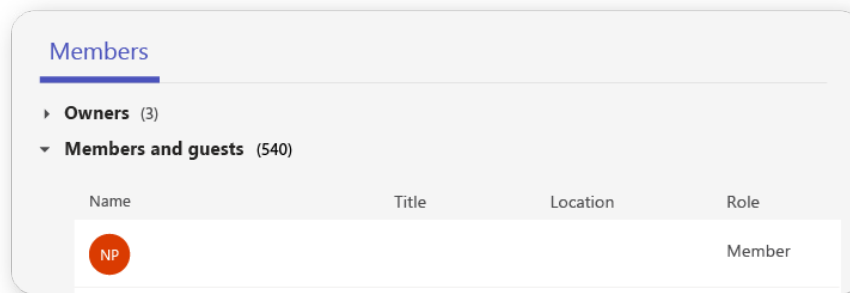 Members
Owners (3)
Members and guests (540)
Name Title Location Role
NP Member